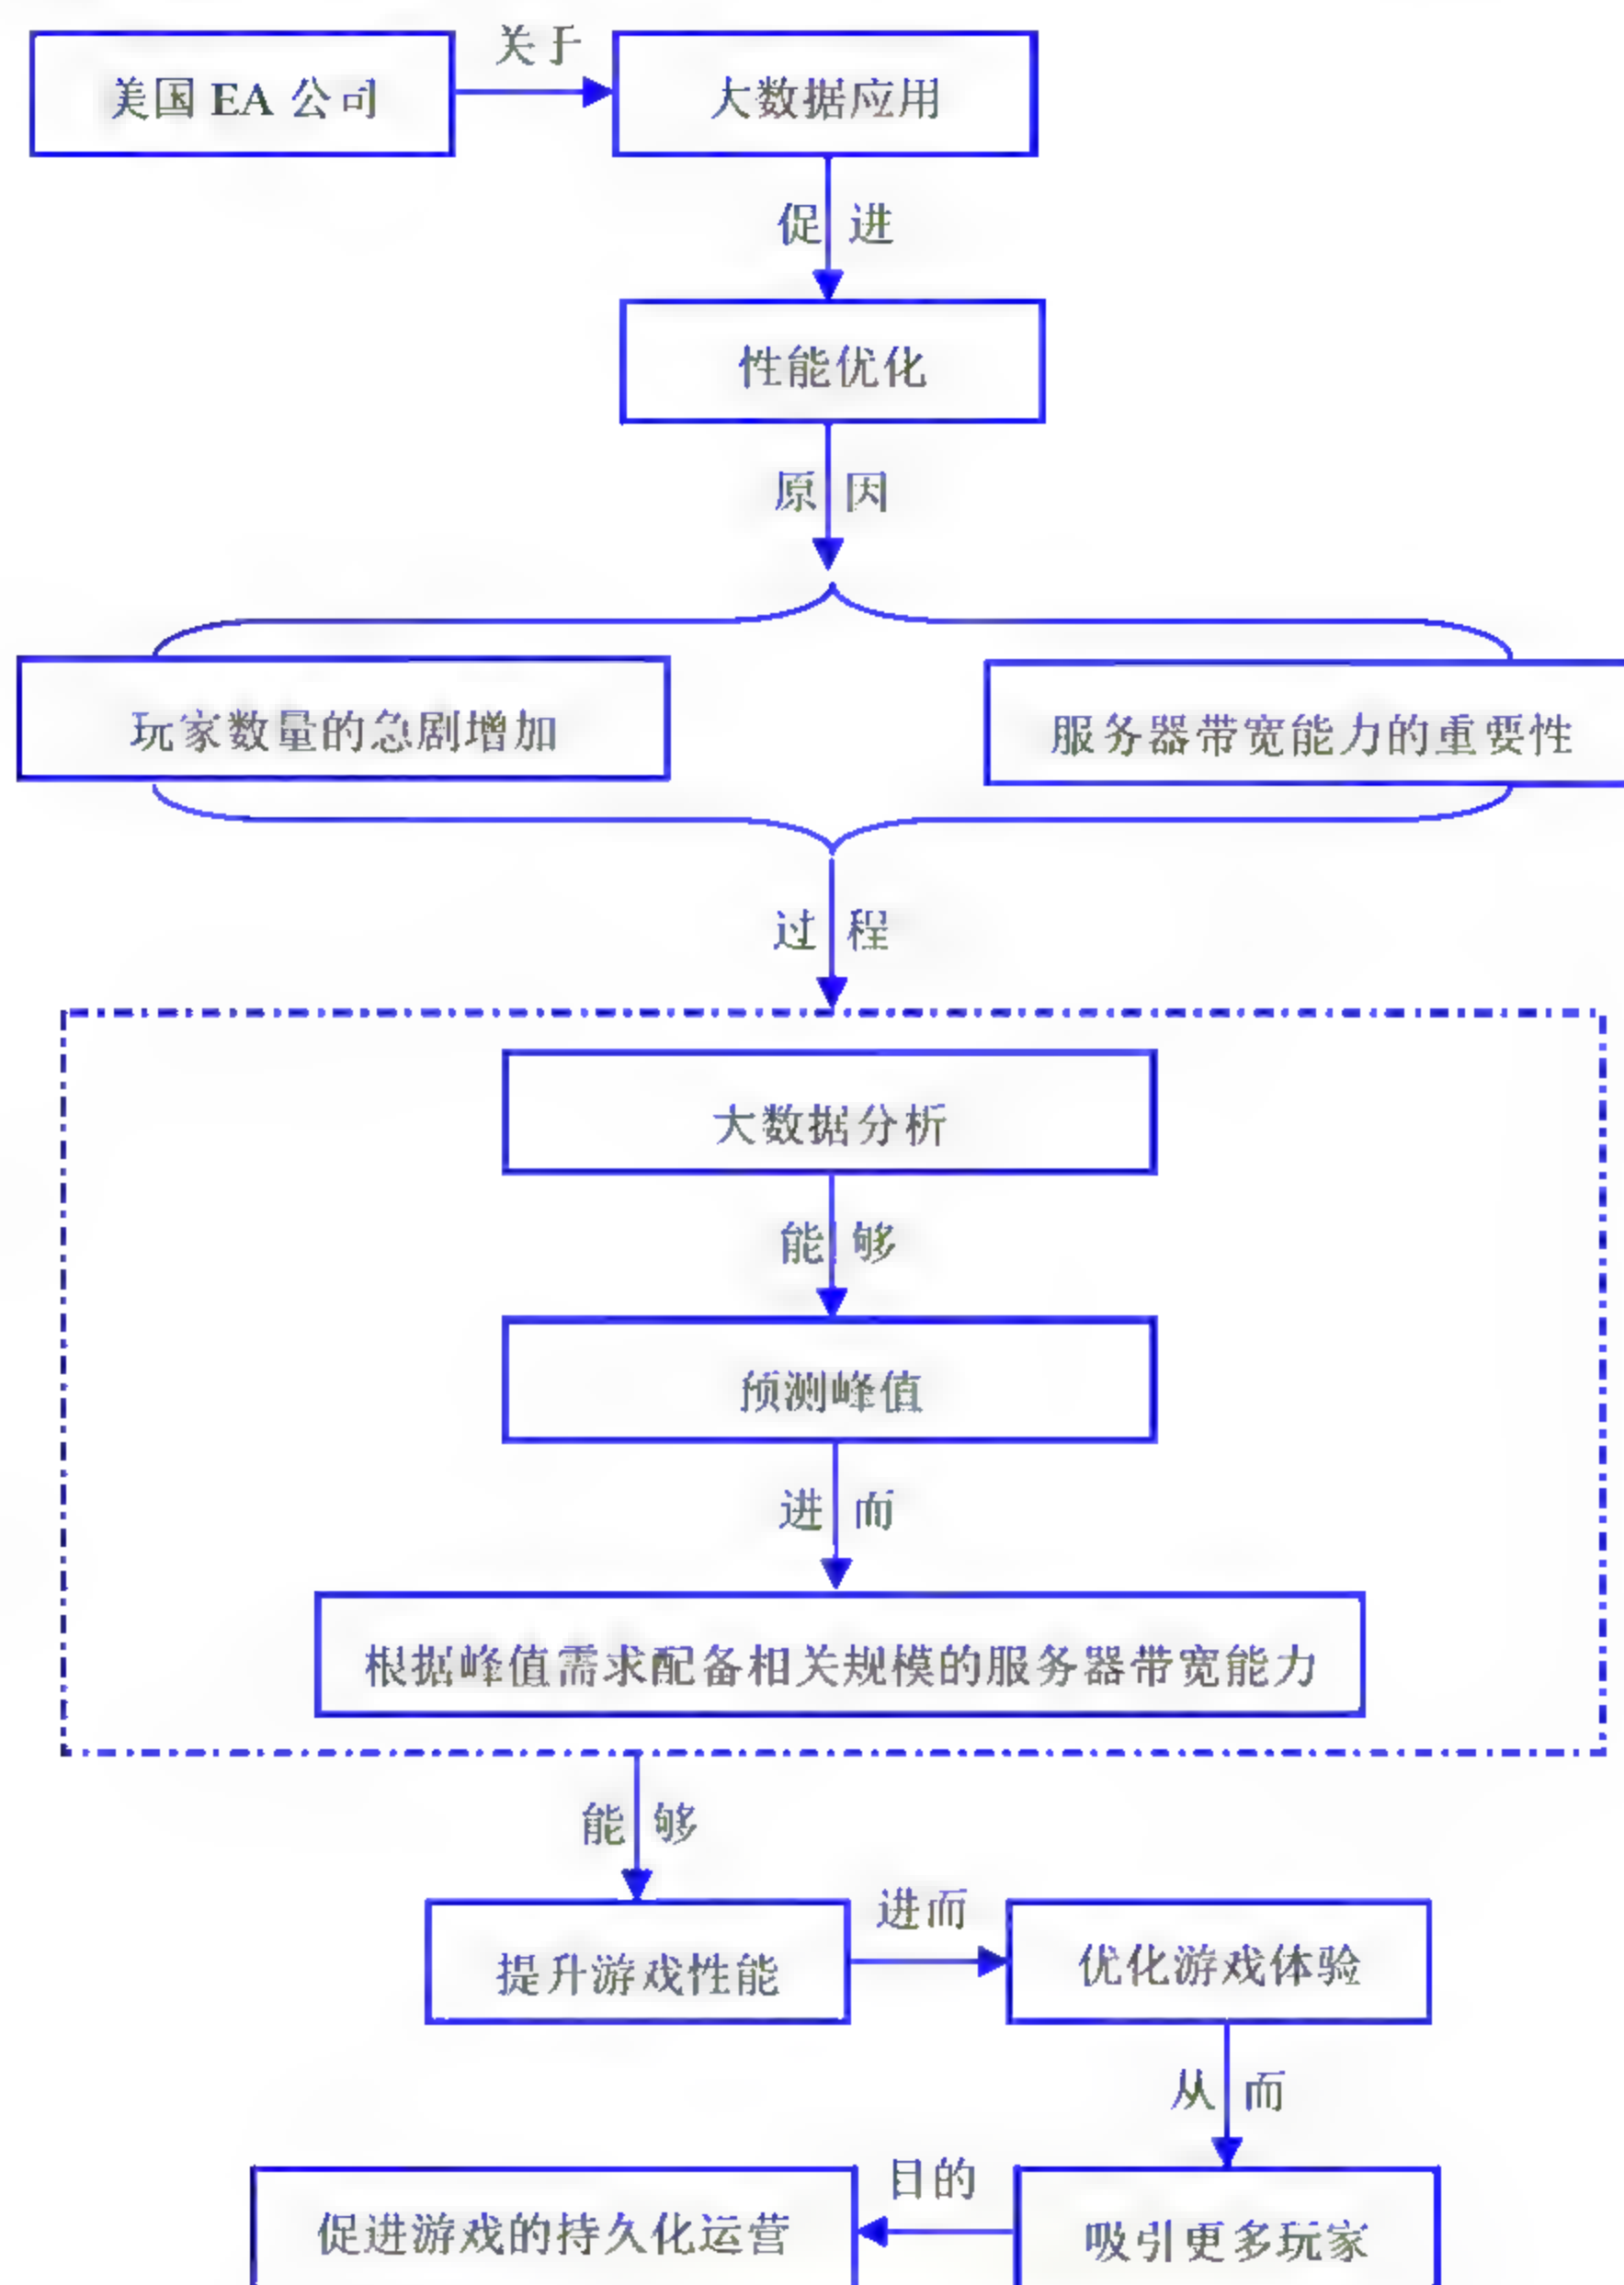 关于
美国 EA 公司
大数据应用
促进
性能优化
原因
玩家数量的急剧增加
服务器带宽能力的重要性
过程
大数据分析
能够
预测峰值
进而
根据峰值需求配备相关规模的服务器带宽能力
能够
进而
提升游戏性能
优化游戏体验
从而
目的
促进游戏的持久化运营
吸引更多玩家